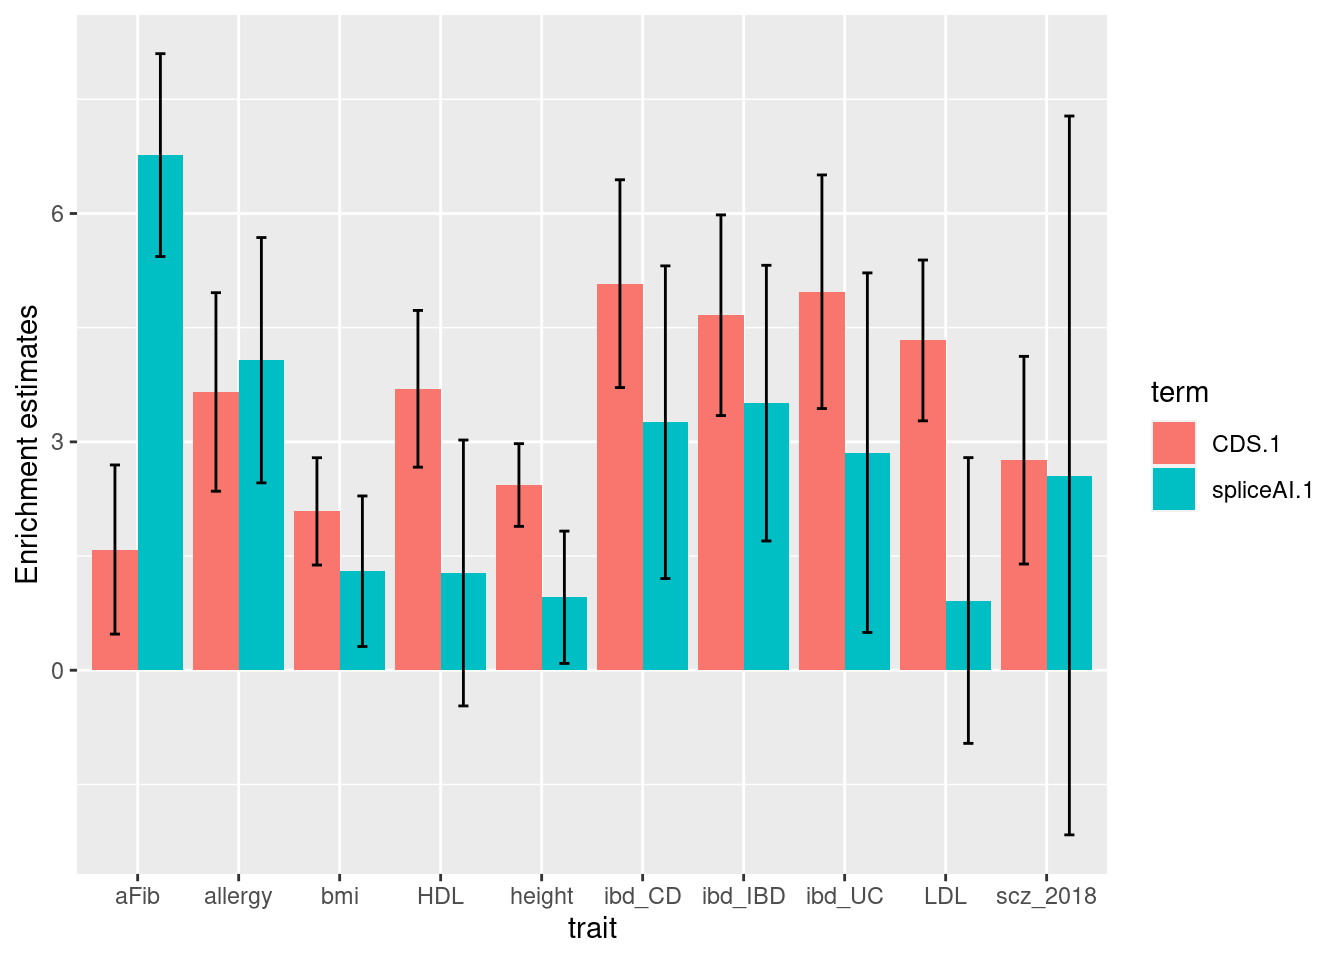 Enrichment estimates
6
3
0
aFib allergy bmi HDL height ibd_CD ibd_IBD ibd_UC LDL scz_2018
trait
term
CDS.1
spliceAI.1